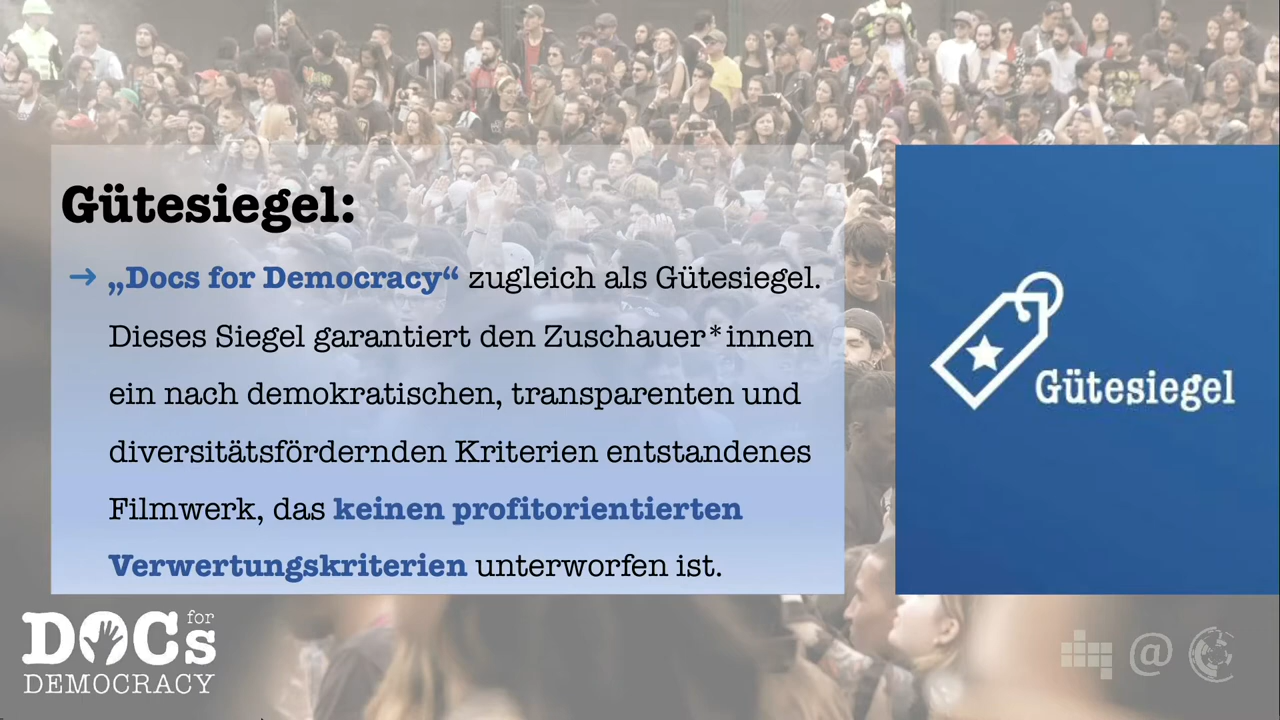 Gütesiegel:
→ „Docs for Democracy“ zugleich als Gütesiegel.
Dieses Siegel garantiert den Zuschauer*innen
ein nach demokratischen, transparenten und
diversitätsfördernden Kriterien entstandenes
Filmwerk, das keinen profitorientierten
Verwertungskriterien unterworfen ist.
Gütesiegel
DOCs for
DEMOCRACY
@